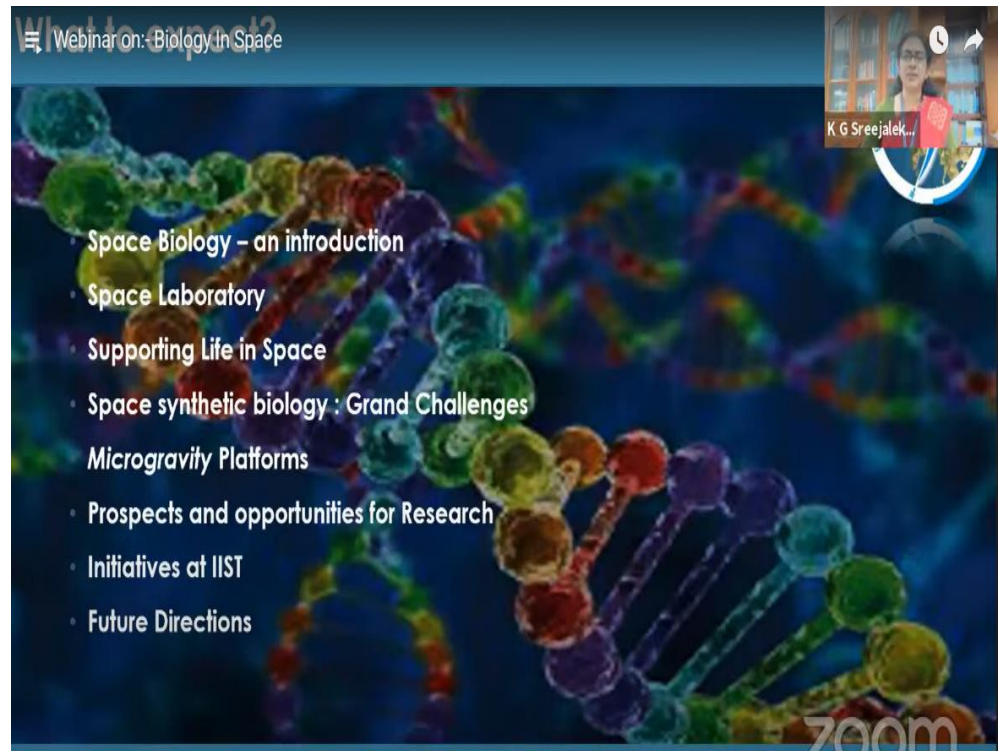 What to expect?
Webinar on:- Biology In Space
K G Sreejalek...
Space Biology – an introduction
Space Laboratory
Supporting Life in Space
Space synthetic biology : Grand Challenges
Microgravity Platforms
Prospects and opportunities for Research
Initiatives at IIST
Future Directions
zoom